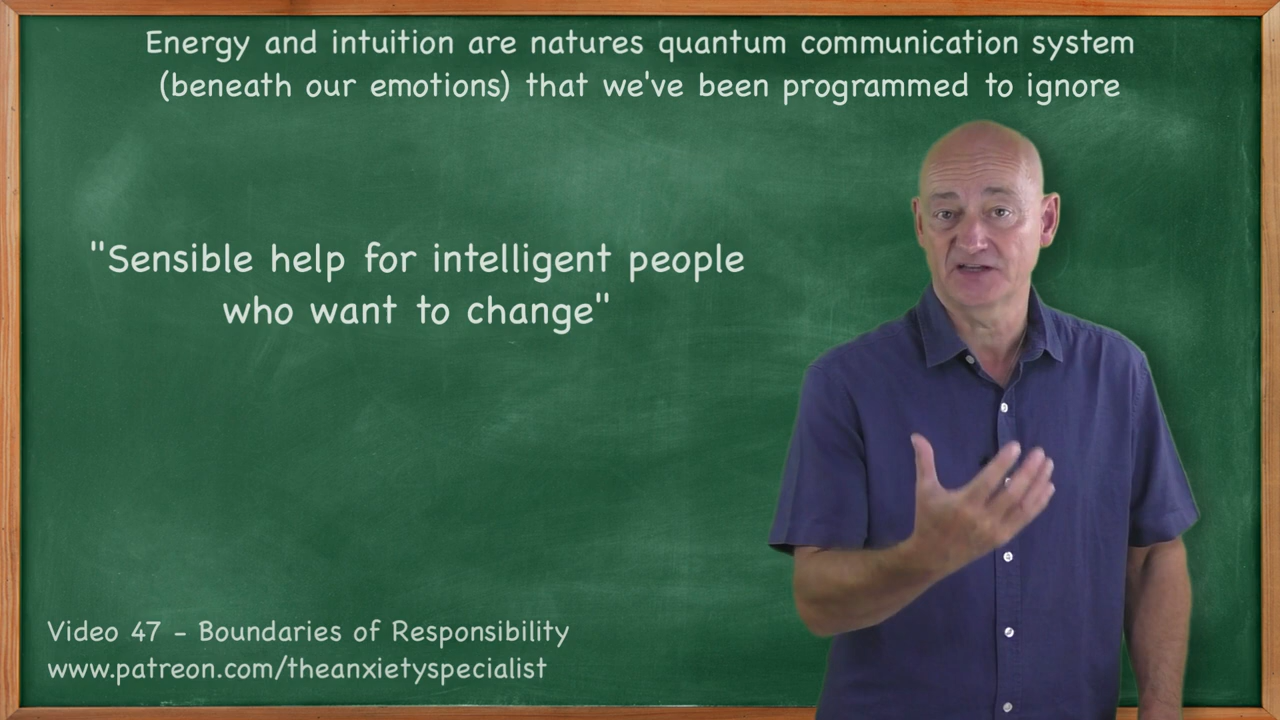 Energy and intuition are natures quantum communication system
(beneath our emotions) that we've been programmed to ignore
"Sensible help for intelligent people
who want to change"
Video 47 - Boundaries of Responsibility
www.patreon.com/theanxietyspecialist